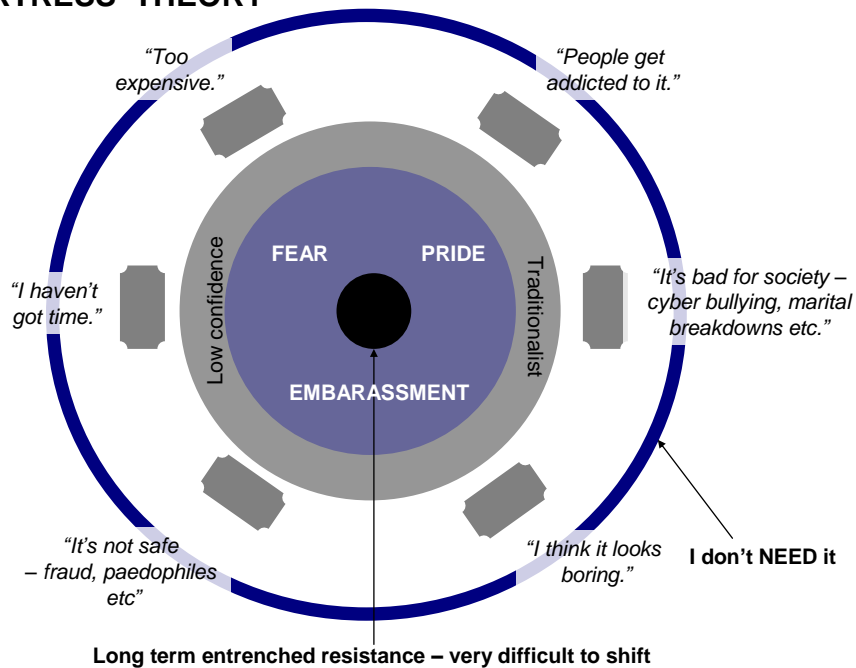 THEORY
“Too
expensive.”
“People get
addicted to it.”
FEAR
PRIDE
Low confidence
Traditionalist
“I haven’t
got time.”
“It’s bad for society –
cyber bullying, marital
breakdowns etc.”
EMBARASSMENT
“It’s not safe
– fraud, paedophiles
etc”
“I think it looks
boring.”
I don’t NEED it
Long term entrenched resistance – very difficult to shift